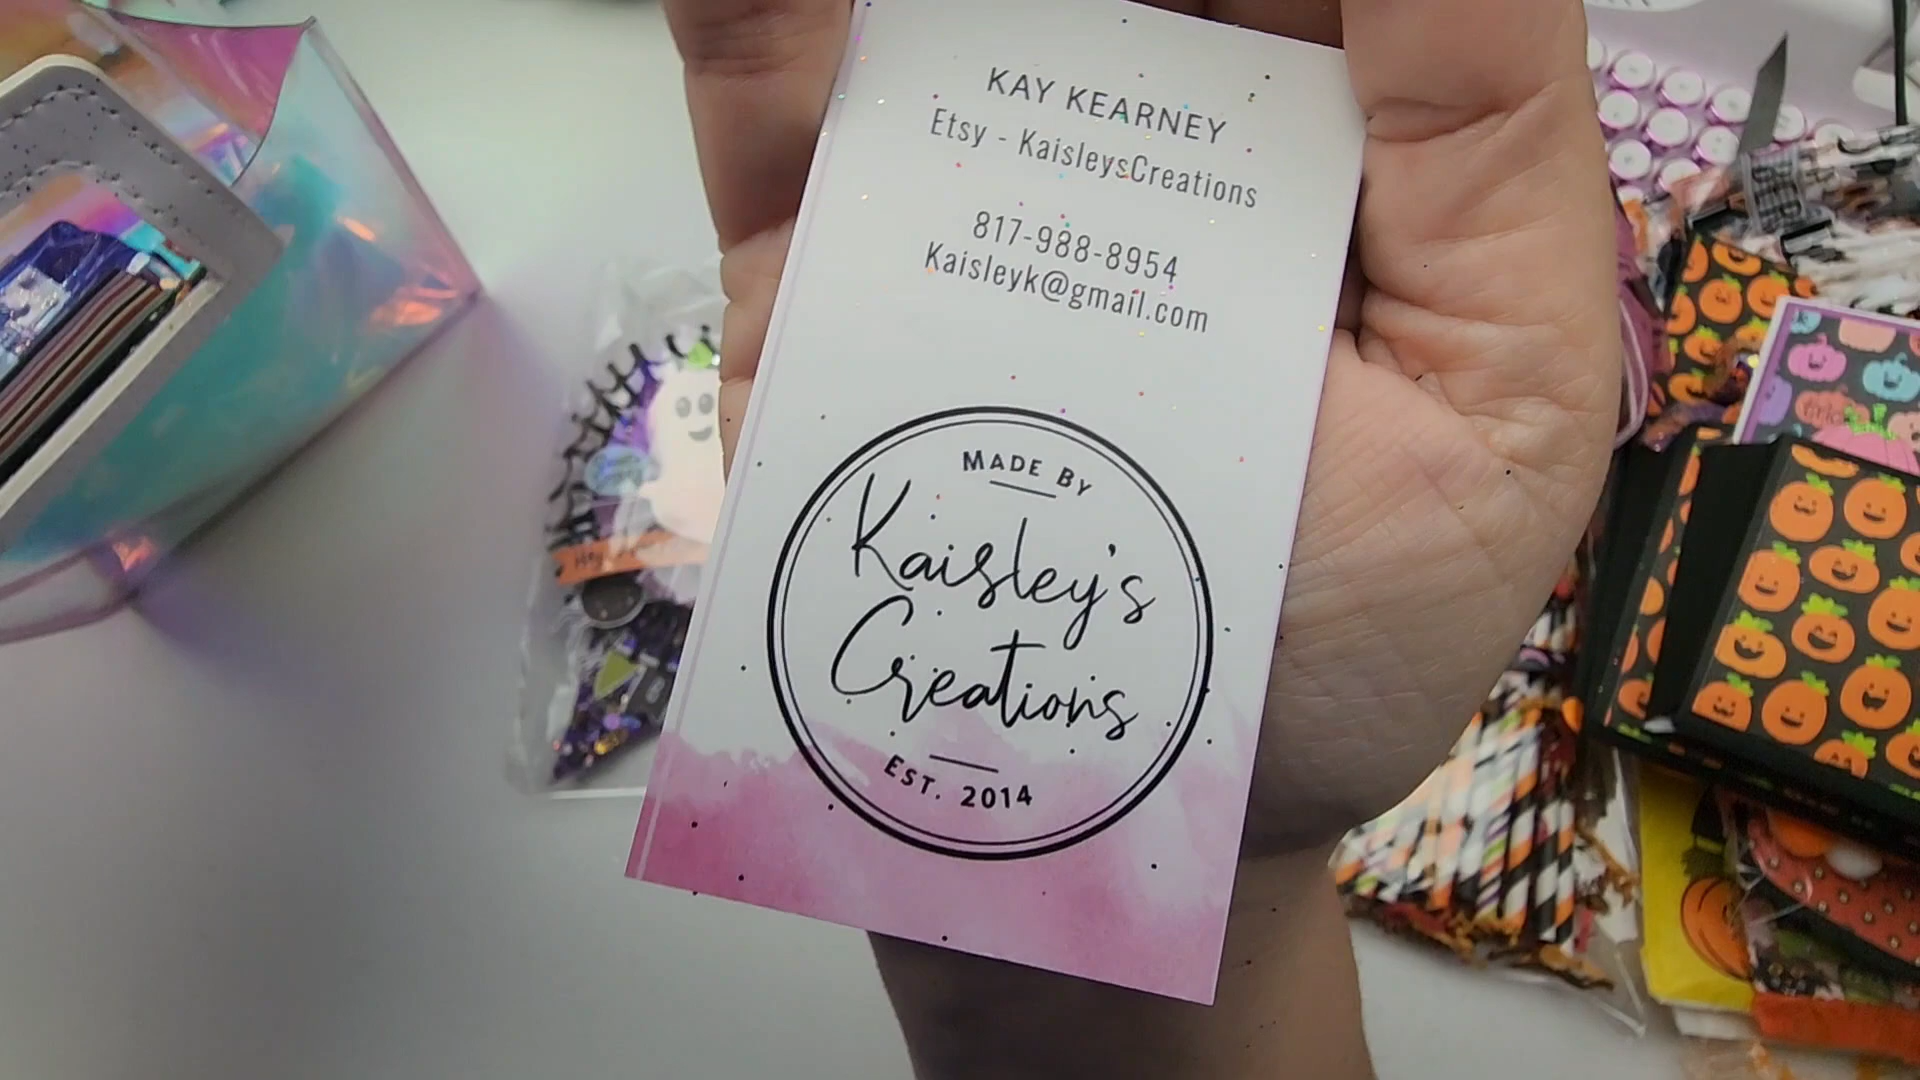 KAY KEARNEY
Etsy - KaisleysCreations
817-988-8954
Kaisleyk@gmail.com
MADE BY
Kaisley's
Creations
EST. 2014